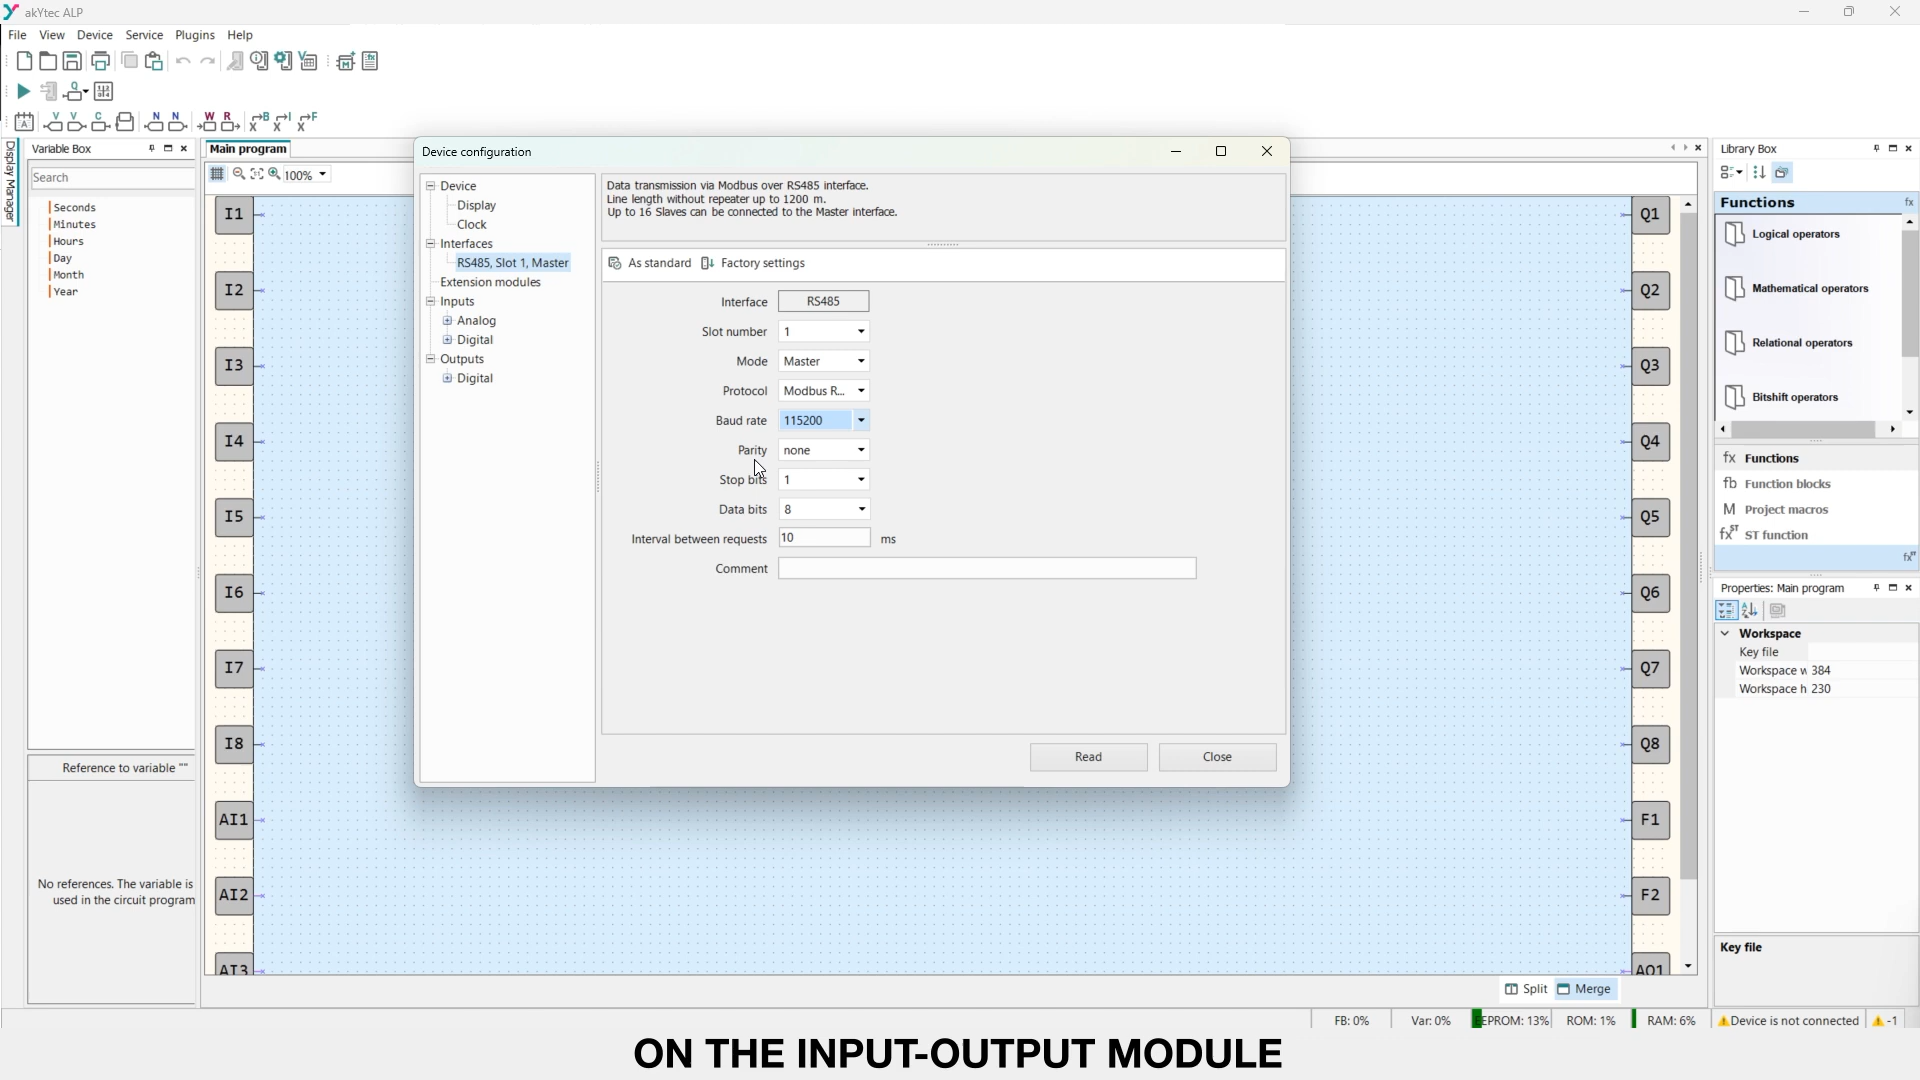 akYtec ALP
File View Device Service Plugins Help
Display Manager
Variable Box
Search
Seconds
Minutes
Hours
Day
Month
Year
Reference to variable ""
No references. The variable is
used in the circuit program
Main program
100%
I1
I2
I3
I4
I5
I6
I7
I8
AI1
AI2
AI3
Device configuration
Device
Display
Clock
Interfaces
RS485, Slot 1, Master
Extension modules
Inputs
Analog
Digital
Outputs
Digital
Data transmission via Modbus over RS485 interface.
Line length without repeater up to 1200 m.
Up to 16 Slaves can be connected to the Master interface.
As standard Factory settings
Interface RS485
Slot number 1
Mode Master
Protocol Modbus R...
Baud rate 115200
Parity none
Stop bits 1
Data bits 8
Interval between requests 10 ms
Comment
Read Close
Q1
Q2
Q3
Q4
Q5
Q6
Q7
Q8
F1
F2
AO1
Split Merge
Library Box
Functions fx
Logical operators
Mathematical operators
Relational operators
Bitshift operators
fx Functions
fb Function blocks
M Project macros
fx ST ST function
Properties: Main program
Workspace
Key file
Workspace w 384
Workspace h 230
Key file
FB: 0% Var: 0% EEPROM: 13% ROM: 1% RAM: 6% Device is not connected -1
ON THE INPUT-OUTPUT MODULE